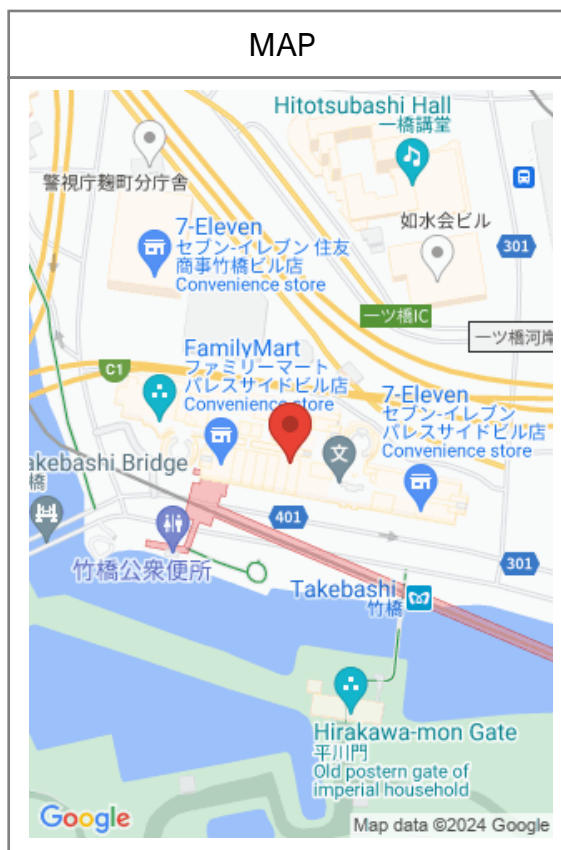 MAP
Hitotsubashi Hall
一橋講堂
警視庁麹町分庁舎
如水会ビル
7-Eleven
セブン-イレブン 住友
商事竹橋ビル店
Convenience store
301
一ツ橋IC
一ツ橋河岸
C1
FamilyMart
ファミリーマート
パレスサイドビル店
Convenience store
7-Eleven
セブン-イレブン
パレスサイドビル店
Convenience store
文
akebashi Bridge
橋
401
竹橋公衆便所
301
Takebashi
竹橋
Hirakawa-mon Gate
平川門
Old postern gate of
imperial household
Google
Map data ©2024 Google